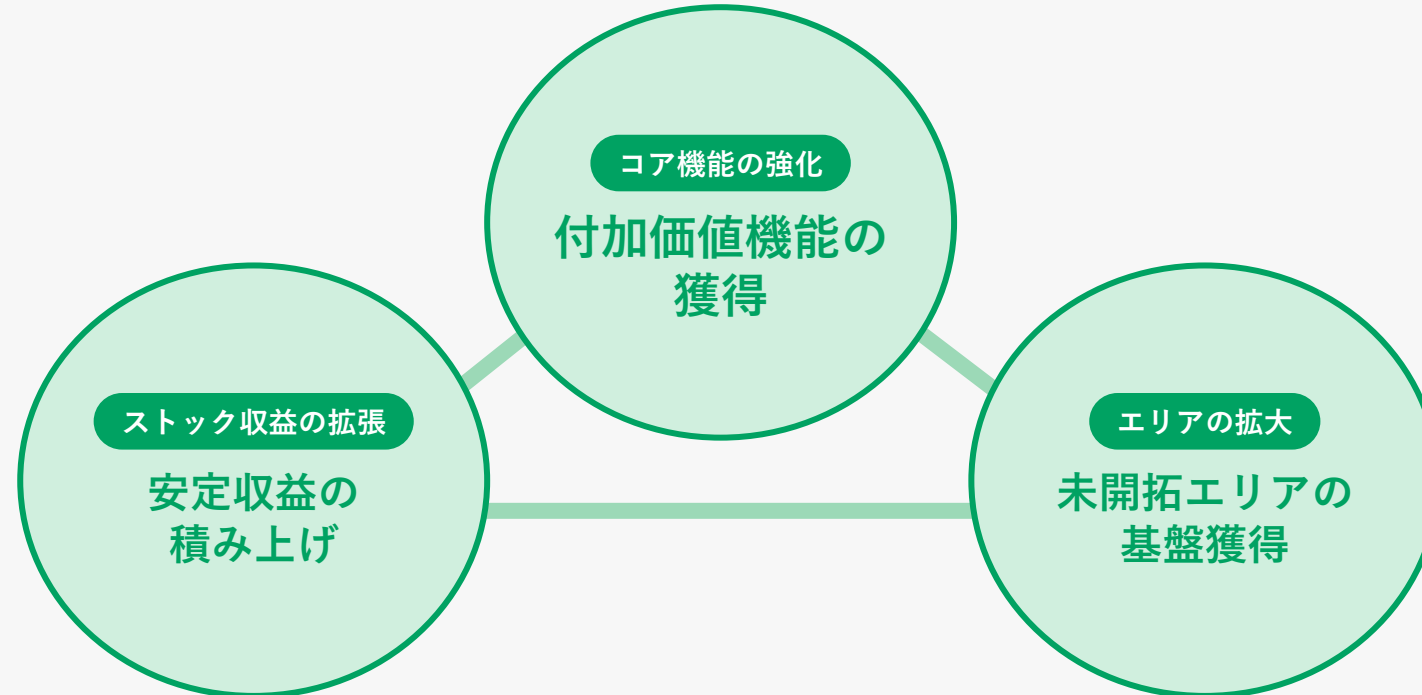 コア機能の強化
付加価値機能の
獲得
ストック収益の拡張
安定収益の
積み上げ
エリアの拡大
未開拓エリアの
基盤獲得